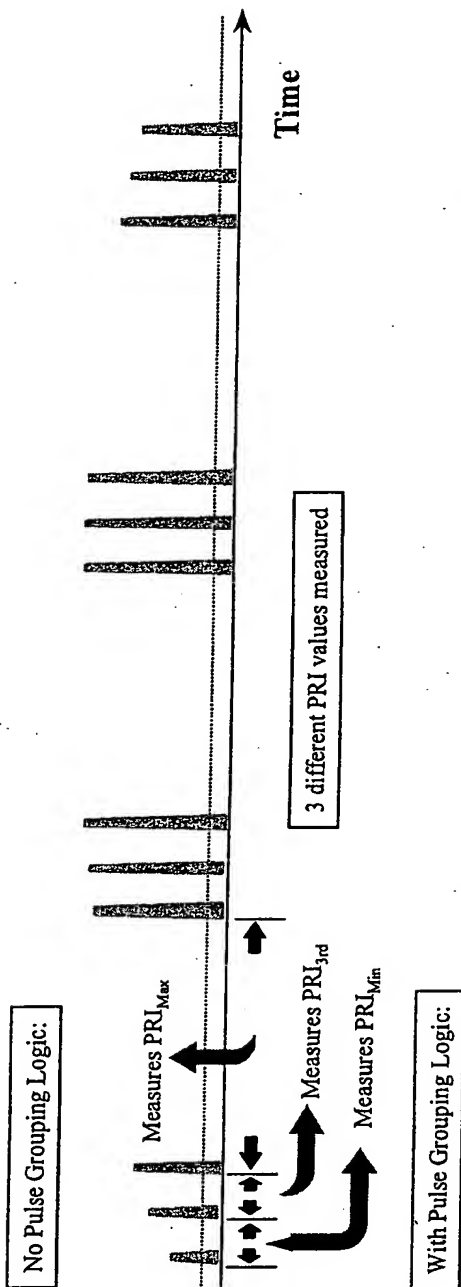 No Pulse Grouping Logic:
Measures PRI_Max
Time
3 different PRI values measured
Measures PRI_3rd
Measures PRI_Min
With Pulse Grouping Logic: